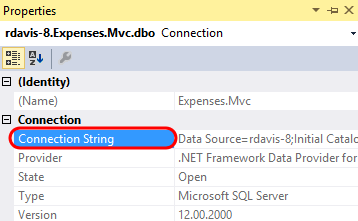 Properties
rdavis-8.Expenses.Mvc.dbo Connection
(Identity)
(Name) Expenses.Mvc
Connection
Connection String Data Source=rdavis-8;Initial Catalo
Provider .NET Framework Data Provider for
State Open
Type Microsoft SQL Server
Version 12.00.2000